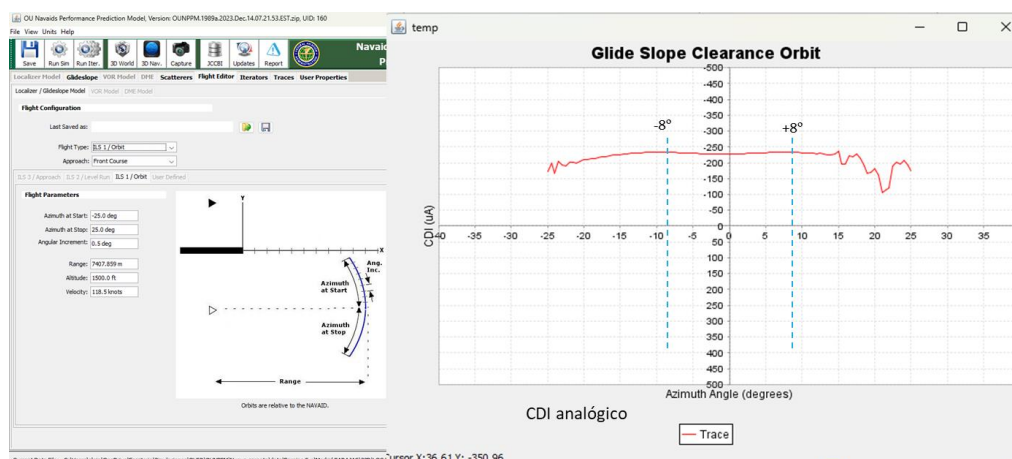 OU Navaids Performance Prediction Model, Version: OUNPPM.1909a.2023.Dec.14.07.21.53.EST.zip, UID: 160
File View Units Help
Save Run Sim Run Iter. 3D World 3D Nav. Capture JCCBI Updates Report
Navaid
P
Localizer Model Glideslope VOR Model DME Scatterers Flight Editor Iterators Traces User Properties
Localizer / Glideslope Model VOR Model DME Model
Flight Configuration
Last Saved as:
Flight Type: ILS 1 / Orbit
Approach: Front Course
ILS 3 / Approach ILS 2 / Level Run ILS 1 / Orbit User Defined
Flight Parameters
Azimuth at Start: -25.0 deg
Azimuth at Stop: 25.0 deg
Angular Increment: 0.5 deg
Range: 7407.859 m
Altitude: 1500.0 ft
Velocity: 118.5 knots
Y
X
Ang.
Inc.
Azimuth
at Start
Azimuth
at Stop
Range
Orbits are relative to the NAVAID.
temp
Glide Slope Clearance Orbit
-500
-450
-400
-350
-300
-250
-200
-150
-100
-50
0
50
100
150
200
250
300
350
400
450
500
-8°
+8°
CDI (uA)
-40 -35 -30 -25 -20 -15 -10 -5 0 5 10 15 20 25 30 35
Azimuth Angle (degrees)
CDI analógico
Trace
Cursor X:36.61 Y: -350.96